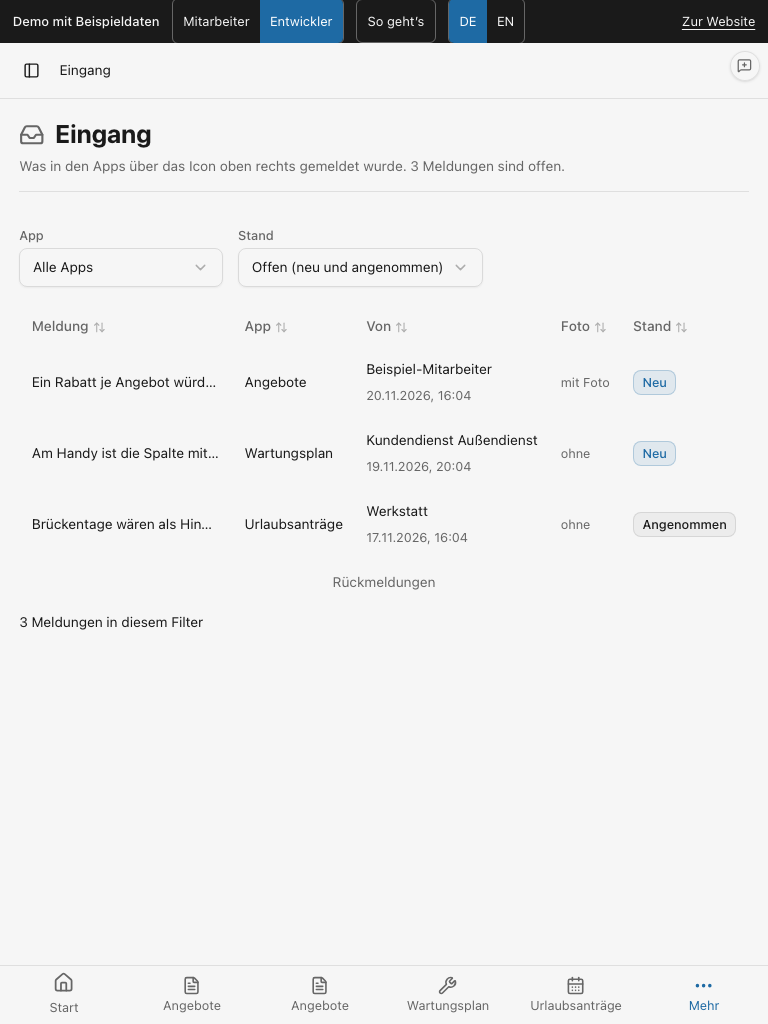 Demo mit Beispieldaten Mitarbeiter Entwickler So geht's DE EN Zur Website
Eingang
Eingang
Was in den Apps über das Icon oben rechts gemeldet wurde. 3 Meldungen sind offen.
App Stand
Alle Apps Offen (neu und angenommen)
Meldung App Von Foto Stand
Ein Rabatt je Angebot würd... Angebote Beispiel-Mitarbeiter mit Foto Neu
20.11.2026, 16:04
Am Handy ist die Spalte mit... Wartungsplan Kundendienst Außendienst ohne Neu
19.11.2026, 20:04
Brückentage wären als Hin... Urlaubsanträge Werkstatt ohne Angenommen
17.11.2026, 16:04
Rückmeldungen
3 Meldungen in diesem Filter
Start Angebote Angebote Wartungsplan Urlaubsanträge Mehr